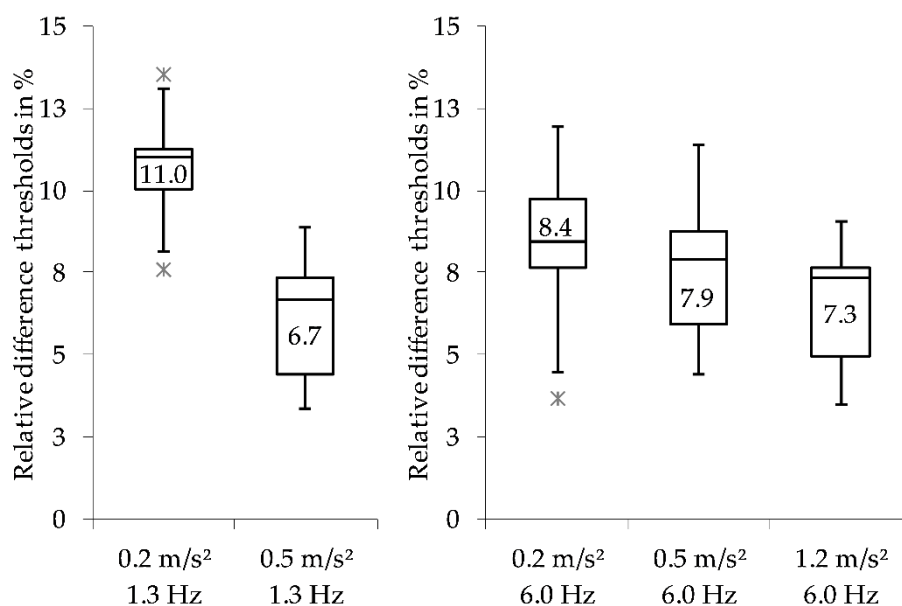 Relative difference thresholds in %
15
13
10
8
5
3
0
11.0
6.7
0.2 m/s²
1.3 Hz
0.5 m/s²
1.3 Hz
Relative difference thresholds in %
15
13
10
8
5
3
0
8.4
7.9
7.3
0.2 m/s²
6.0 Hz
0.5 m/s²
6.0 Hz
1.2 m/s²
6.0 Hz